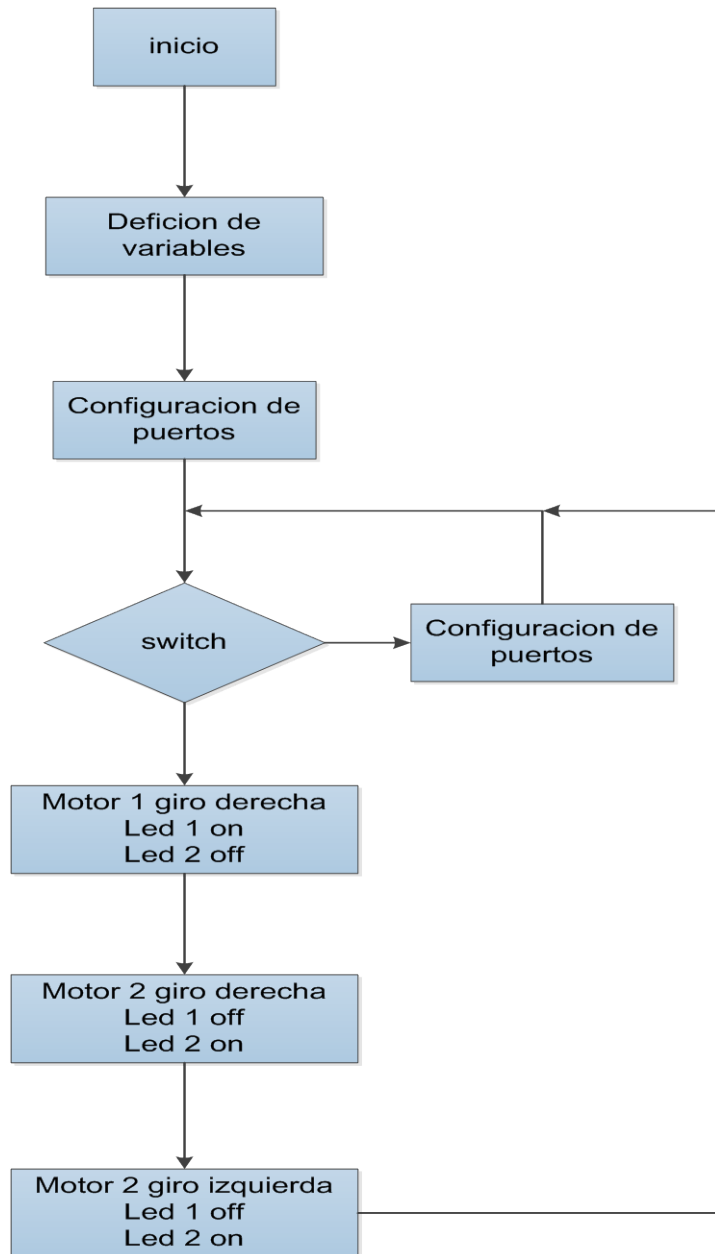 inicio
Deficion de
variables
Configuracion de
puertos
switch
Configuracion de
puertos
Motor 1 giro derecha
Led 1 on
Led 2 off
Motor 2 giro derecha
Led 1 off
Led 2 on
Motor 2 giro izquierda
Led 1 off
Led 2 on